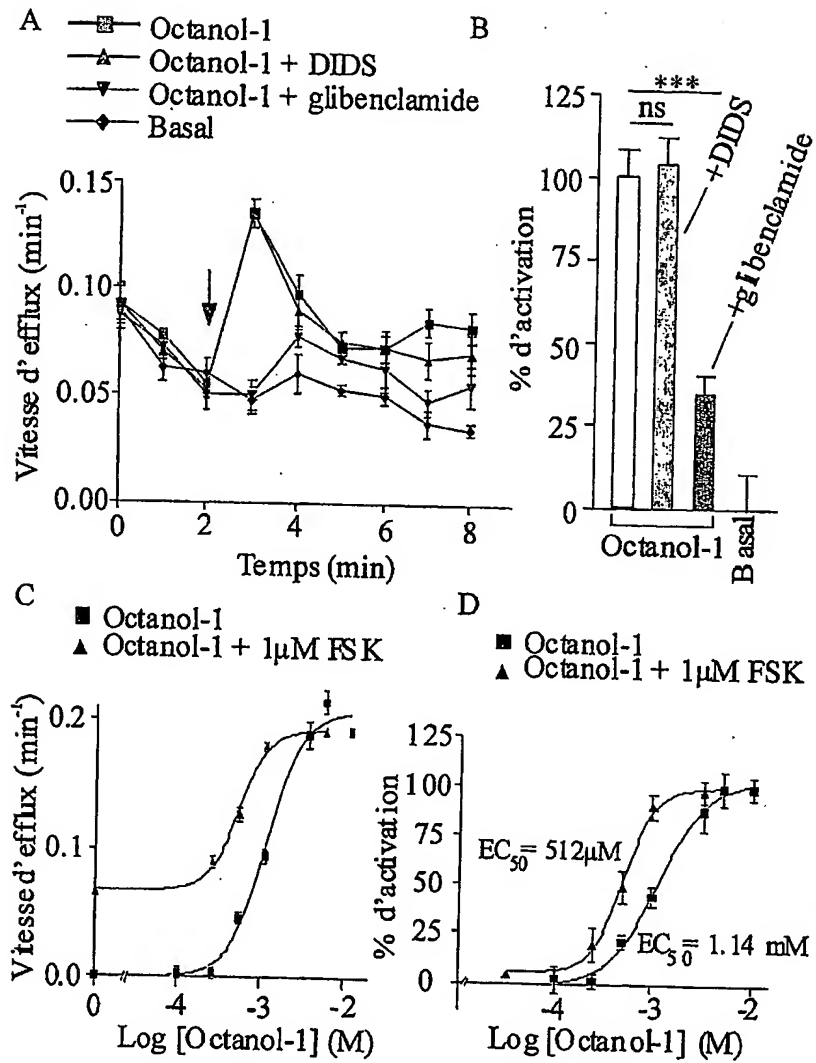 A
Octanol-1
Octanol-1 + DIDS
Octanol-1 + glibenclamide
Basal
Vitesse d'efflux (min⁻¹)
0.15
0.10
0.05
0.00
0 2 4 6 8
Temps (min)
B
% d'activation
125
100
75
50
25
0
***
ns
+DIDS
+glibenclamide
Octanol-1
Basal
C
Octanol-1
Octanol-1 + 1µM FSK
Vitesse d'efflux (min⁻¹)
0.2
0.1
0.0
0 -4 -3 -2
Log [Octanol-1] (M)
D
Octanol-1
Octanol-1 + 1µM FSK
% d'activation
125
100
75
50
25
0
EC₅₀= 512µM
EC₅₀= 1.14 mM
-4 -3 -2
Log [Octanol-1] (M)